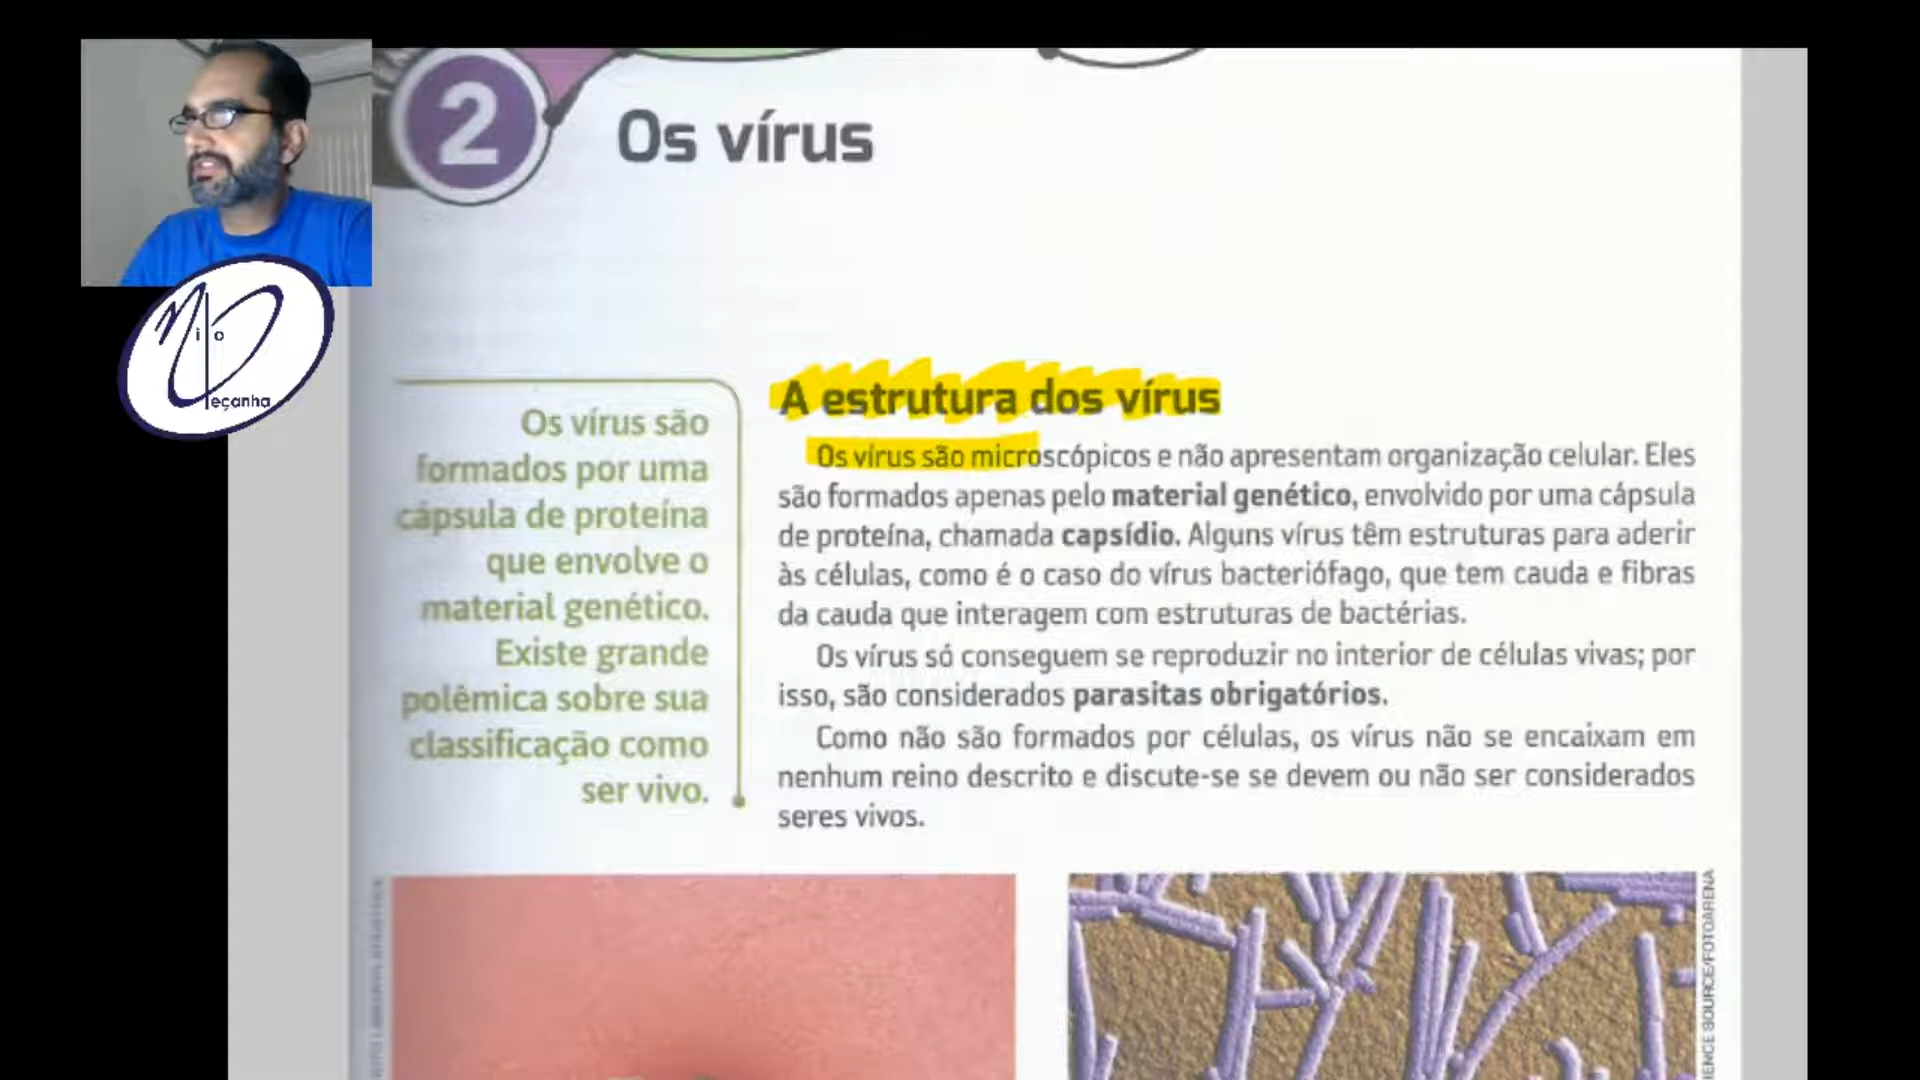 2
Os vírus
Nilo
Peçanha
Os vírus são
formados por uma
cápsula de proteína
que envolve o
material genético.
Existe grande
polêmica sobre sua
classificação como
ser vivo.
A estrutura dos vírus
Os vírus são microscópicos e não apresentam organização celular. Eles
são formados apenas pelo material genético, envolvido por uma cápsula
de proteína, chamada capsídio. Alguns vírus têm estruturas para aderir
às células, como é o caso do vírus bacteriófago, que tem cauda e fibras
da cauda que interagem com estruturas de bactérias.
Os vírus só conseguem se reproduzir no interior de células vivas; por
isso, são considerados parasitas obrigatórios.
Como não são formados por células, os vírus não se encaixam em
nenhum reino descrito e discute-se se devem ou não ser considerados
seres vivos.
SOURCE/FOTOARENA